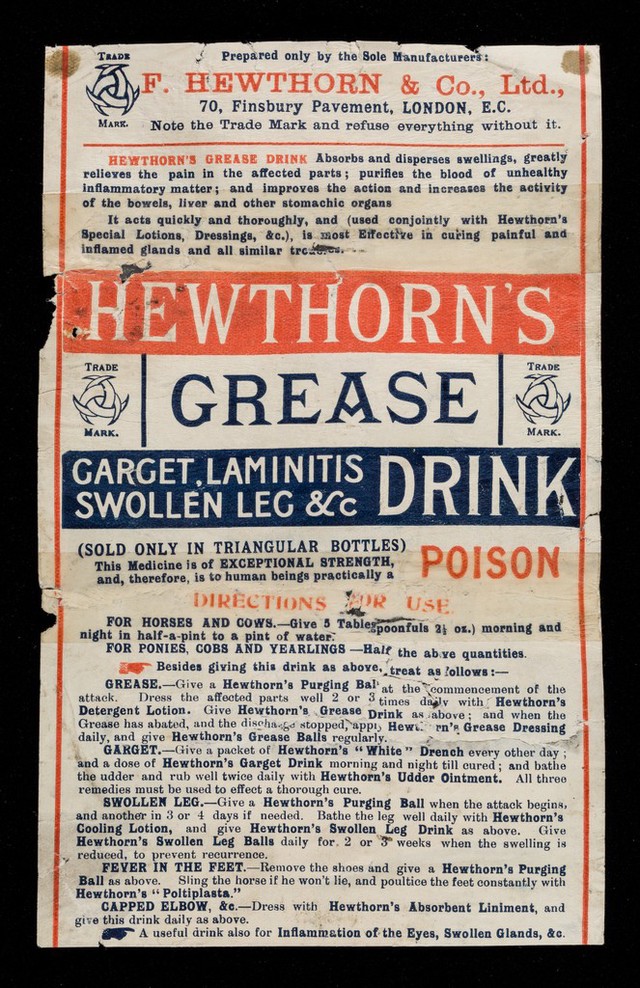 TRADE
MARK.
Prepared only by the Sole Manufacturers:
F. HEWTHORN & Co., Ltd.,
70, Finsbury Pavement, LONDON, E.C.
Note the Trade Mark and refuse everything without it.
HEWTHORN'S GREASE DRINK Absorbs and disperses swellings, greatly
relieves the pain in the affected parts; purifies the blood of unhealthy
inflammatory matter; and improves the action and increases the activity
of the bowels, liver and other stomachic organs
It acts quickly and thoroughly, and (used conjointly with Hewthorn's
Special Lotions, Dressings, &c.), is most Effective in curing painful and
inflamed glands and all similar
HEWTHORN'S
TRADE
MARK.
GREASE
TRADE
MARK.
GARGET, LAMINITIS
SWOLLEN LEG &c
DRINK
(SOLD ONLY IN TRIANGULAR BOTTLES)
This Medicine is of EXCEPTIONAL STRENGTH,
and, therefore, is to human beings practically a
POISON
DIRECTIONS FOR USE
FOR HORSES AND COWS.—Give 5 Tablespoonfuls 2½ oz.) morning and
night in half-a-pint to a pint of water.
FOR PONIES, COBS AND YEARLINGS—Half the above quantities.
Besides giving this drink as above, treat as follows:—
GREASE.—Give a Hewthorn's Purging Bal at the commencement of the
attack. Dress the affected parts well 2 or 3 times daily with Hewthorn's
Detergent Lotion. Give Hewthorn's Grease Drink as above; and when the
Grease has abated, and the discharge stopped, apply Hewthorn's Grease Dressing
daily, and give Hewthorn's Grease Balls regularly.
GARGET.—Give a packet of Hewthorn's "White" Drench every other day;
and a dose of Hewthorn's Garget Drink morning and night till cured; and bathe
the udder and rub well twice daily with Hewthorn's Udder Ointment. All three
remedies must be used to effect a thorough cure.
SWOLLEN LEG.—Give a Hewthorn's Purging Ball when the attack begins,
and another in 3 or 4 days if needed. Bathe the leg well daily with Hewthorn's
Cooling Lotion, and give Hewthorn's Swollen Leg Drink as above. Give
Hewthorn's Swollen Leg Balls daily for 2 or 3 weeks when the swelling is
reduced, to prevent recurrence.
FEVER IN THE FEET.—Remove the shoes and give a Hewthorn's Purging
Ball as above. Sling the horse if he won't lie, and poultice the feet constantly with
Hewthorn's "Poltiplasta."
CAPPED ELBOW, &c.—Dress with Hewthorn's Absorbent Liniment, and
give this drink daily as above.
A useful drink also for Inflammation of the Eyes, Swollen Glands, &c.